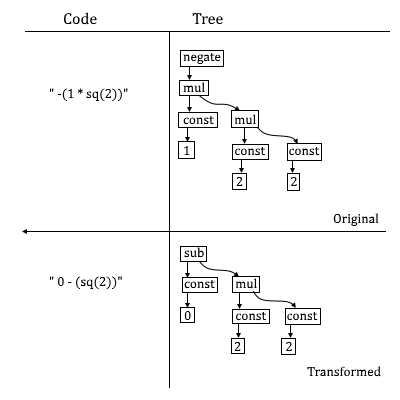 Code Tree
negate
" -(1 * sq(2))" mul
const mul
1 const const
2 2
Original
sub
" 0 - (sq(2))" const mul
0 const const
2 2
Transformed